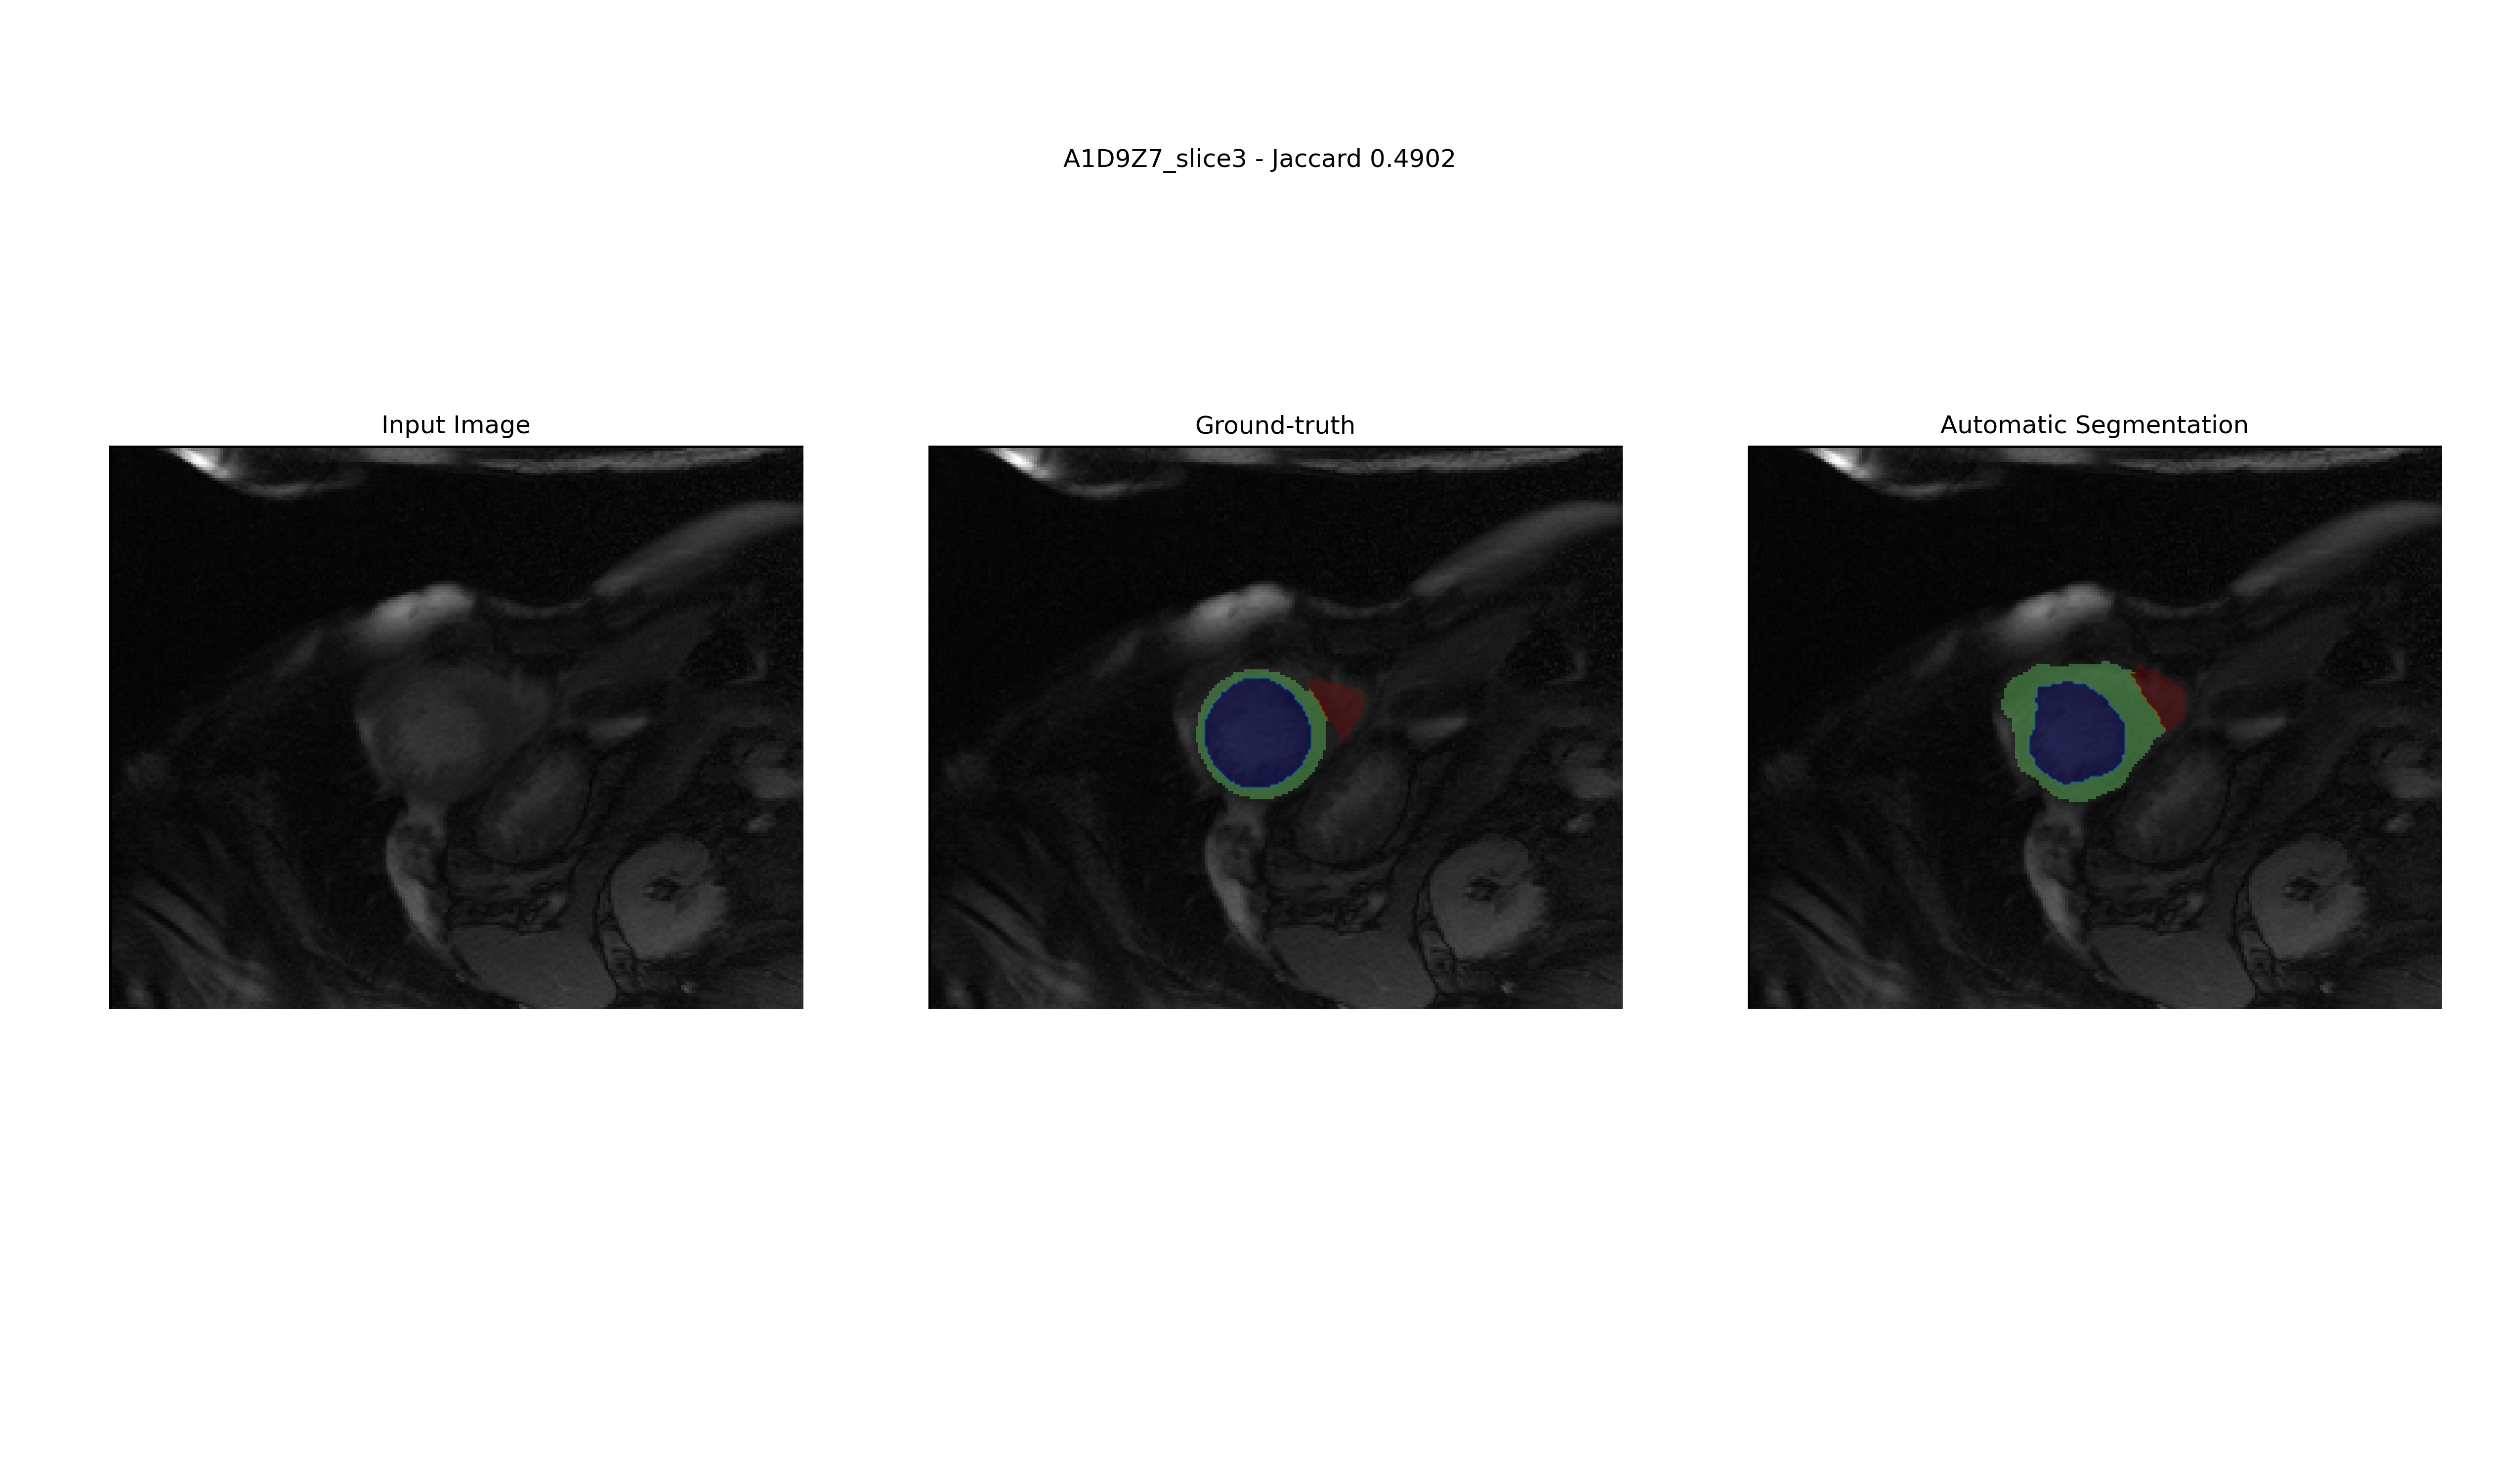 A1D9Z7_slice3 - Jaccard 0.4902
Input Image
Ground-truth
Automatic Segmentation